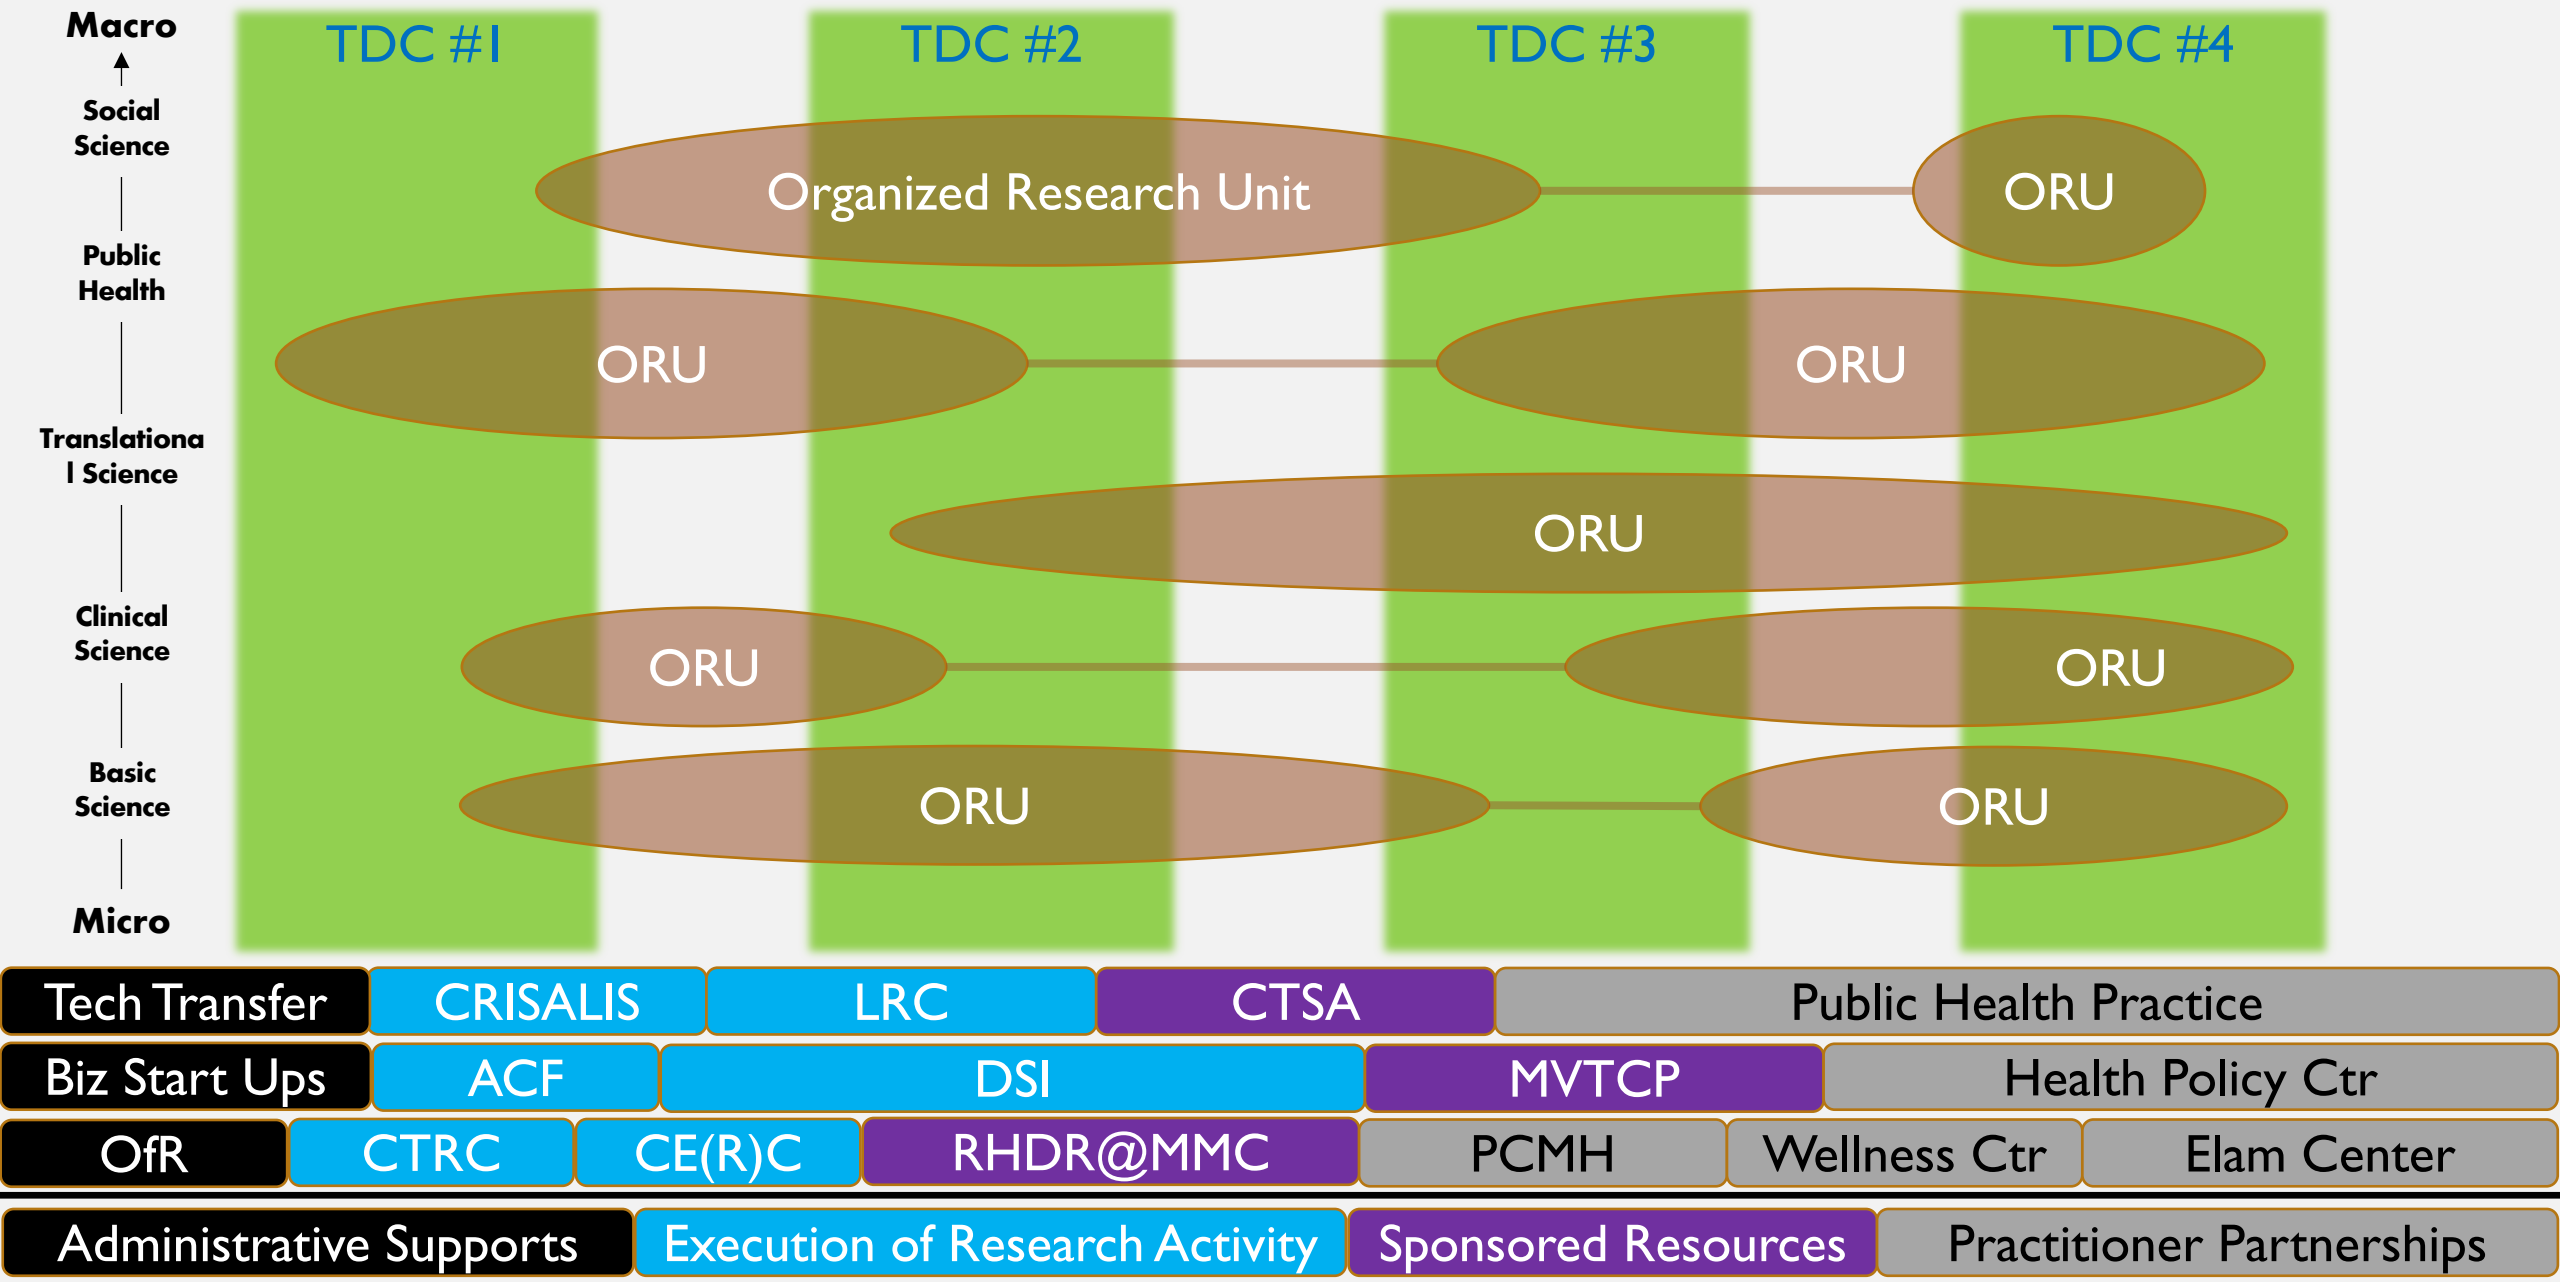 Macro
TDC #1
TDC #2
TDC #3
TDC #4
Social
Science
Organized Research Unit
ORU
Public
Health
ORU
ORU
Translationa
l Science
ORU
Clinical
Science
ORU
ORU
Basic
Science
ORU
ORU
Micro
Tech Transfer
CRISALIS
LRC
CTSA
Public Health Practice
Biz Start Ups
ACF
DSI
MVTCP
Health Policy Ctr
OfR
CTRC
CE(R)C
RHDR@MMC
PCMH
Wellness Ctr
Elam Center
Administrative Supports
Execution of Research Activity
Sponsored Resources
Practitioner Partnerships